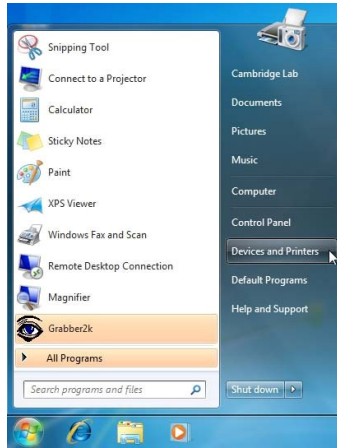 Snipping Tool
Connect to a Projector
Calculator
Sticky Notes
Paint
XPS Viewer
Windows Fax and Scan
Remote Desktop Connection
Magnifier
Grabber2k
All Programs
Search programs and files
Cambridge Lab
Documents
Pictures
Music
Computer
Control Panel
Devices and Printers
Default Programs
Help and Support
Shut down